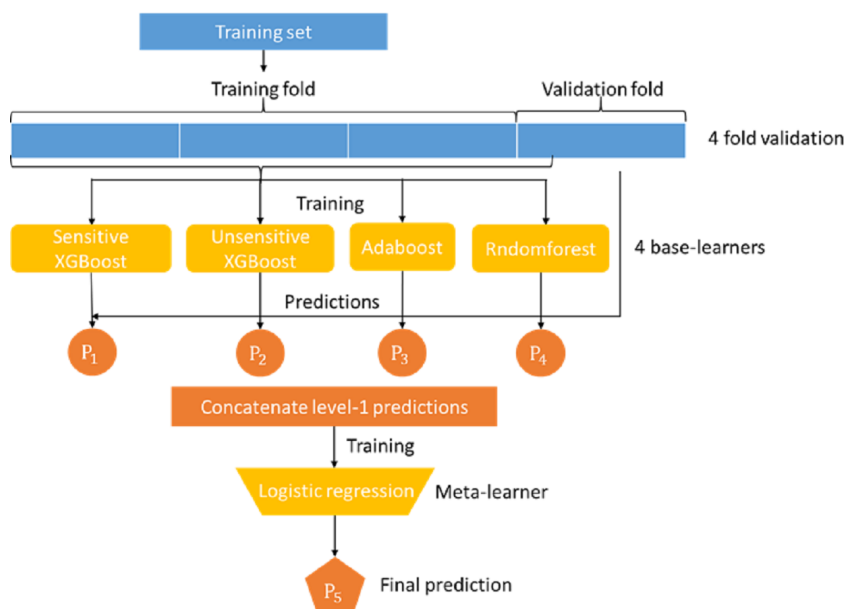 Training set
Training fold
Validation fold
4 fold validation
Training
Sensitive
XGBoost
Unsensitive
XGBoost
Adaboost
Rndomforest
4 base-learners
Predictions
P₁
P₂
P₃
P₄
Concatenate level-1 predictions
Training
Logistic regression
Meta-learner
P₅
Final prediction